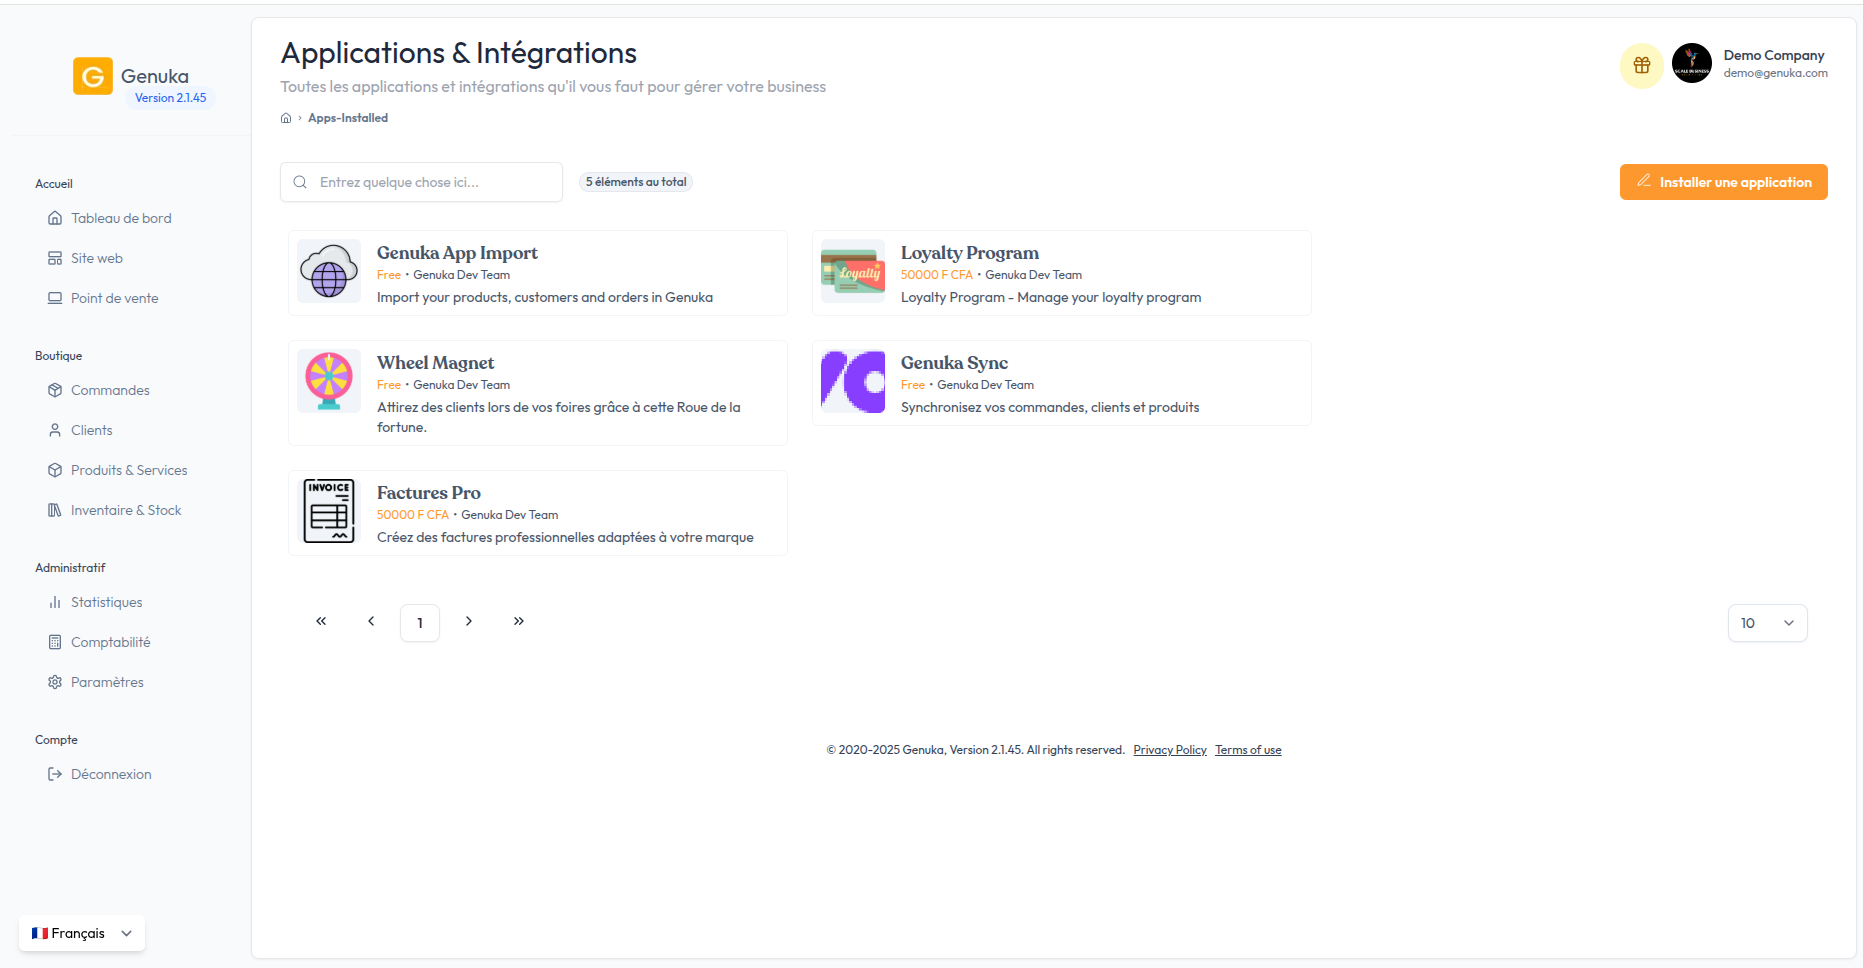 Genuka
Version 2.1.45
Accueil
Tableau de bord
Site web
Point de vente
Boutique
Commandes
Clients
Produits & Services
Inventaire & Stock
Administratif
Statistiques
Comptabilité
Paramètres
Compte
Déconnexion
Français
Applications & Intégrations
Toutes les applications et intégrations qu'il vous faut pour gérer votre business
Apps-Installed
Demo Company
demo@genuka.com
Entrez quelque chose ici...
5 éléments au total
Installer une application
Genuka App Import
Free • Genuka Dev Team
Import your products, customers and orders in Genuka
Loyalty
Loyalty Program
50000 F CFA • Genuka Dev Team
Loyalty Program - Manage your loyalty program
Wheel Magnet
Free • Genuka Dev Team
Attirez des clients lors de vos foires grâce à cette Roue de la
fortune.
Genuka Sync
Free • Genuka Dev Team
Synchronisez vos commandes, clients et produits
INVOICE
Factures Pro
50000 F CFA • Genuka Dev Team
Créez des factures professionnelles adaptées à votre marque
« ‹ 1 › »
10
© 2020-2025 Genuka, Version 2.1.45. All rights reserved. Privacy Policy Terms of use